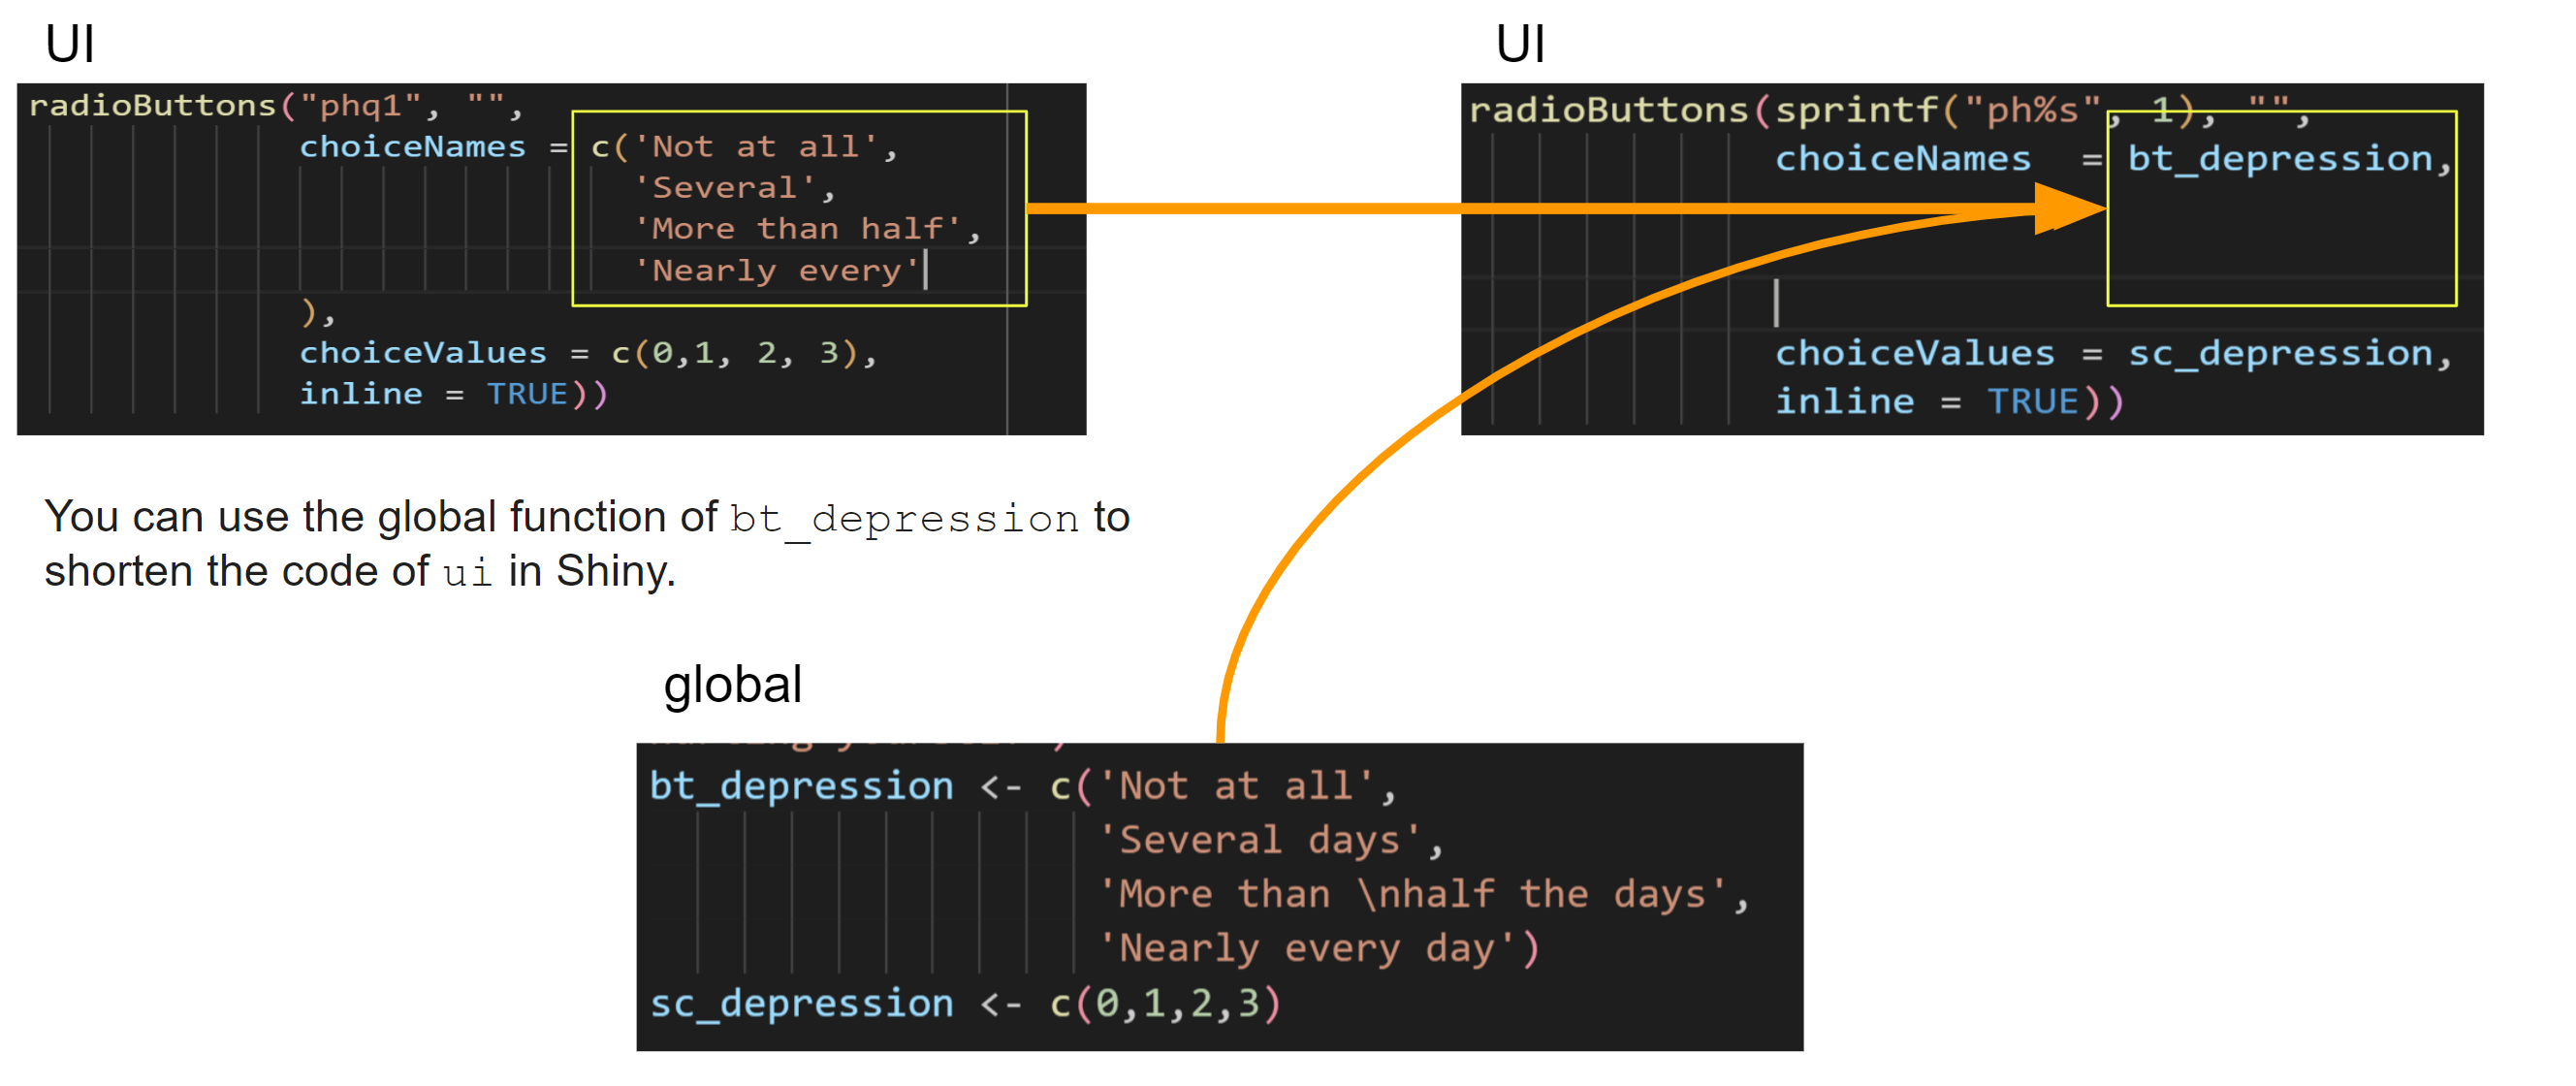 UI
radioButtons("phq1", "",
choiceNames = c('Not at all',
'Several',
'More than half',
'Nearly every'
),
choiceValues = c(0,1, 2, 3),
inline = TRUE))
UI
radioButtons(sprintf("ph%s", 1), "",
choiceNames = bt_depression,
choiceValues = sc_depression,
inline = TRUE))
You can use the global function of bt_depression to
shorten the code of ui in Shiny.
global
bt_depression <- c('Not at all',
'Several days',
'More than \nhalf the days',
'Nearly every day')
sc_depression <- c(0,1,2,3)